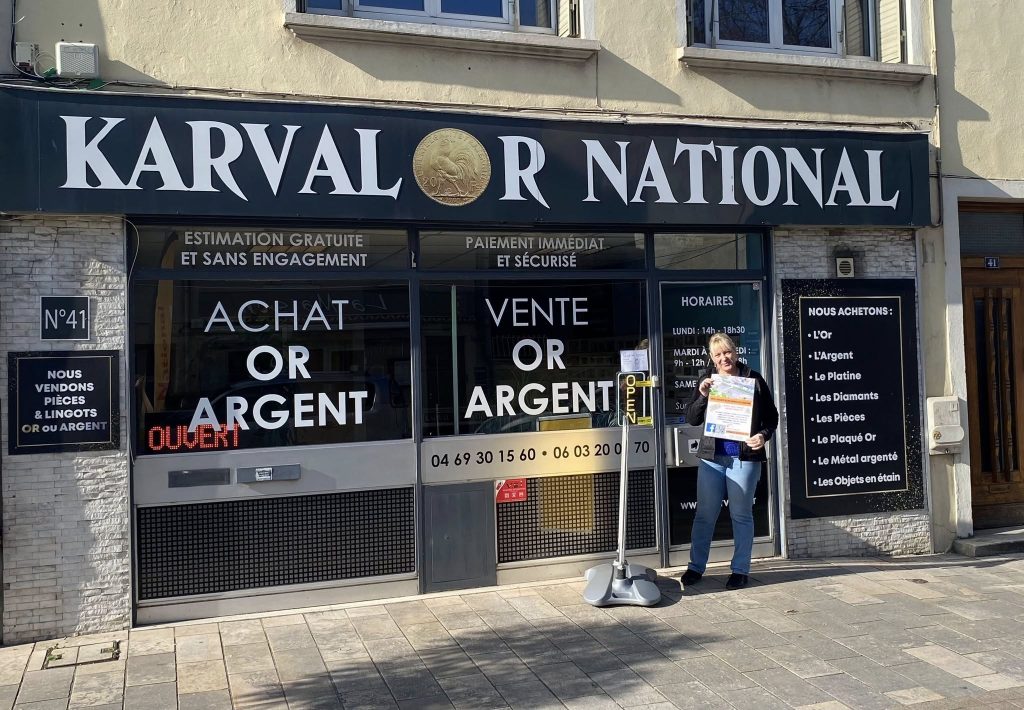 KARVAL OR NATIONAL
ESTIMATION GRATUITE
ET SANS ENGAGEMENT
PAIEMENT IMMÉDIAT
ET SÉCURISÉ
N°41
NOUS
VENDONS
PIÈCES
& LINGOTS
OR OU ARGENT
ACHAT
OR
ARGENT
OUVERT
VENTE
OR
ARGENT
04 69 30 15 60 • 06 03 20 70
OPEN
HORAIRES
LUNDI : 14h - 18h30
MARDI
9h - 12h
NOUS ACHETONS :
• L'Or
• L'Argent
• Le Platine
• Les Diamants
• Les Pièces
• Le Plaqué Or
• Le Métal argenté
• Les Objets en étain
41